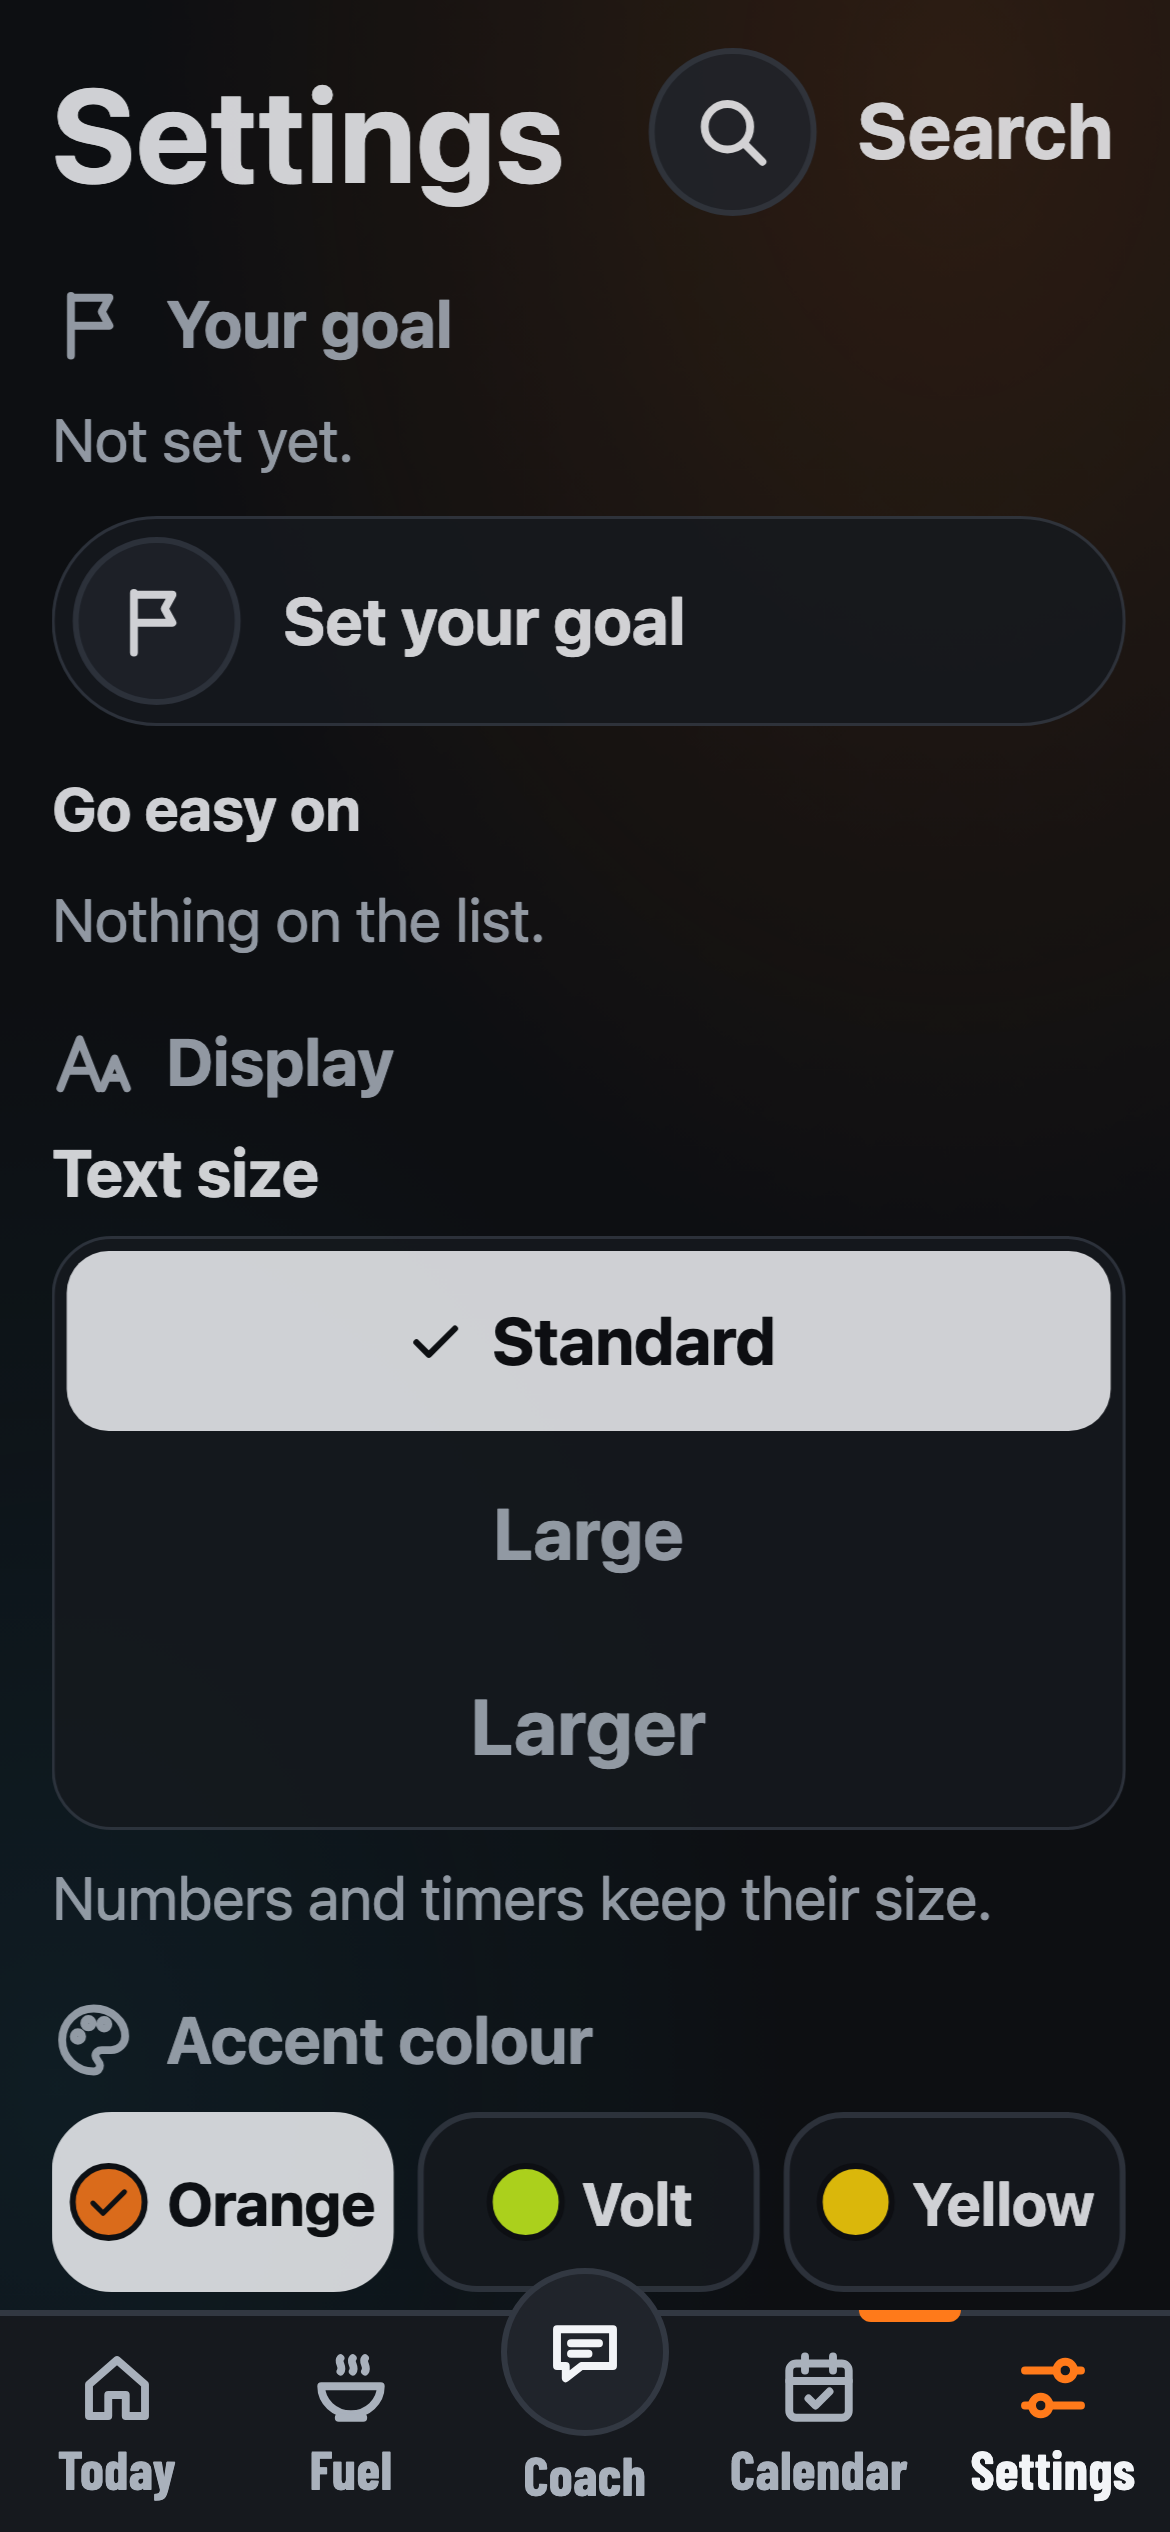 Settings
Search
Your goal
Not set yet.
Set your goal
Go easy on
Nothing on the list.
Display
Text size
Standard
Large
Larger
Numbers and timers keep their size.
Accent colour
Orange
Volt
Yellow
Today
Fuel
Coach
Calendar
Settings